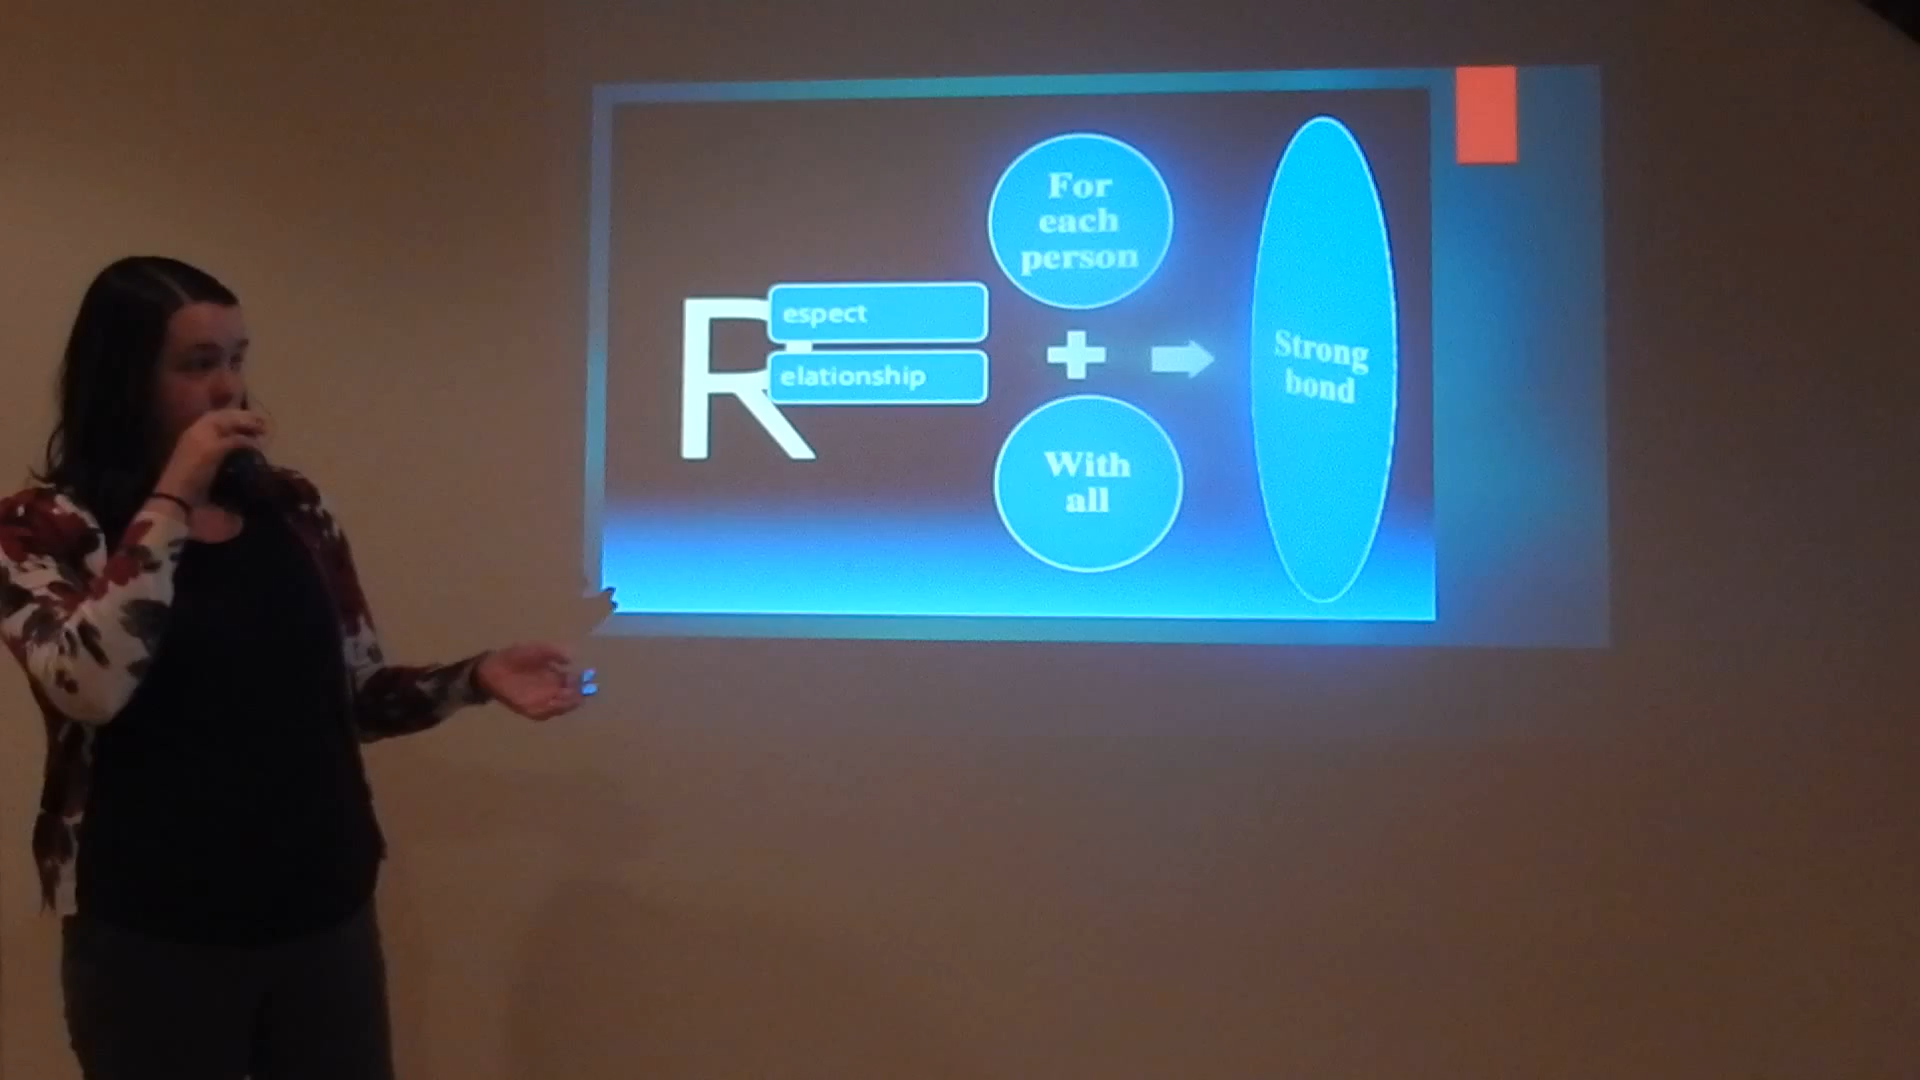 R
espect
elationship
For
each
person
With
all
Strong
bond